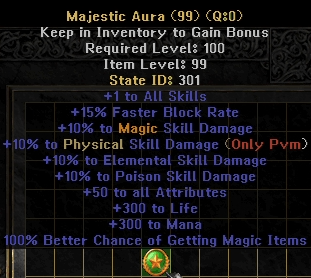 Majestic Aura (99) (Q:0)
Keep in Inventory to Gain Bonus
Required Level: 100
Item Level: 99
State ID: 301
+1 to All Skills
+15% Faster Block Rate
+10% to Magic Skill Damage
+10% to Physical Skill Damage (Only Pvm)
+10% to Elemental Skill Damage
+10% to Poison Skill Damage
+50 to all Attributes
+300 to Life
+300 to Mana
100% Better Chance of Getting Magic Items